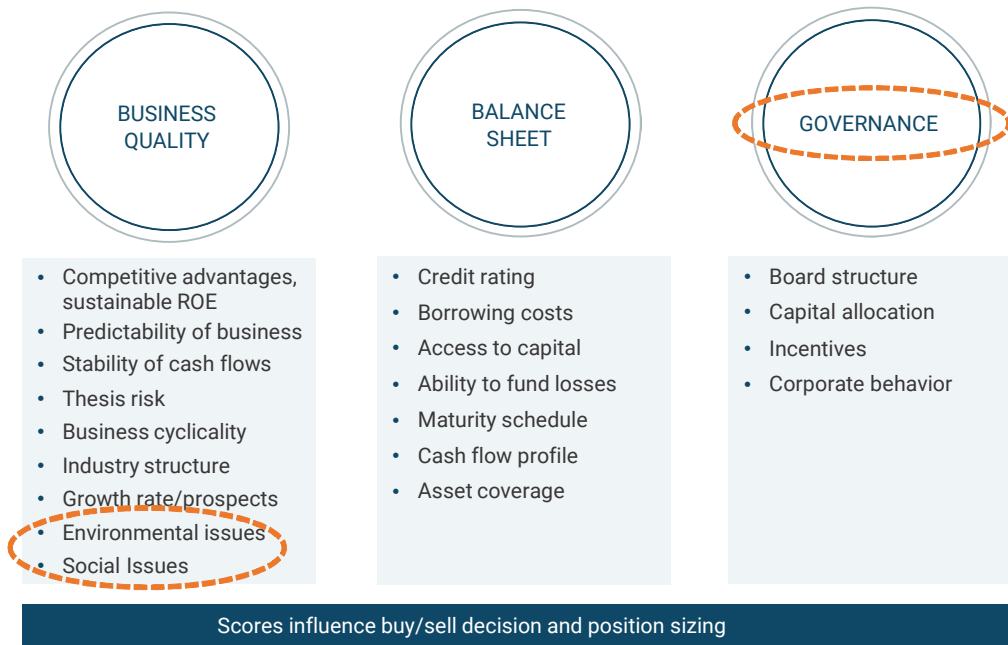 BUSINESS
QUALITY
BALANCE
SHEET
GOVERNANCE
• Competitive advantages,
sustainable ROE
• Predictability of business
• Stability of cash flows
• Thesis risk
• Business cyclicality
• Industry structure
• Growth rate/prospects
• Environmental issues
• Social Issues
• Credit rating
• Borrowing costs
• Access to capital
• Ability to fund losses
• Maturity schedule
• Cash flow profile
• Asset coverage
• Board structure
• Capital allocation
• Incentives
• Corporate behavior
Scores influence buy/sell decision and position sizing